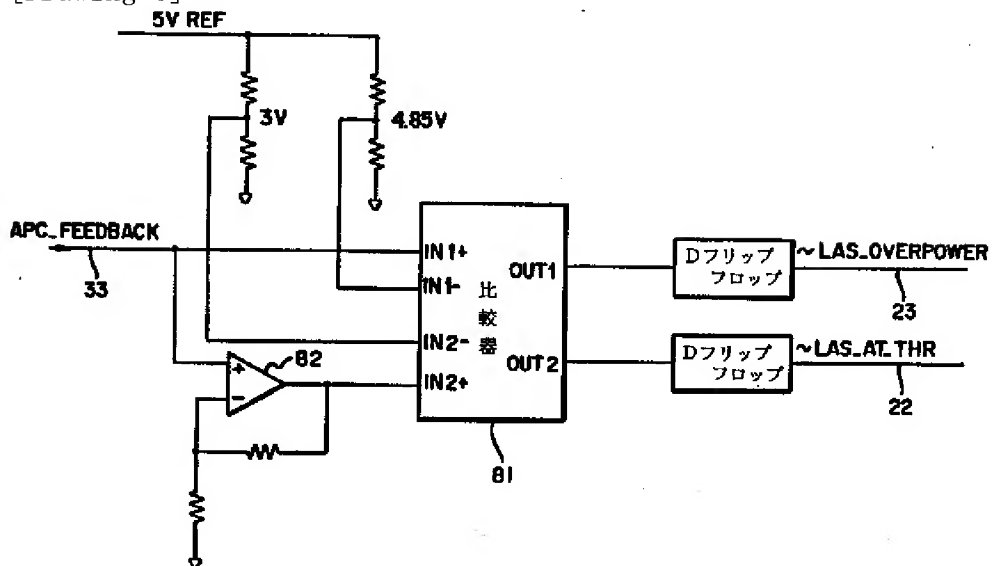 5V REF
3V
4.85V
APC_FEEDBACK
33
IN1+
IN1-
IN2-
IN2+
比較器
OUT1
OUT2
81
82
Dフリップ
フロップ
~LAS_OVERPOWER
23
Dフリップ
フロップ
~LAS_AT_THR
22